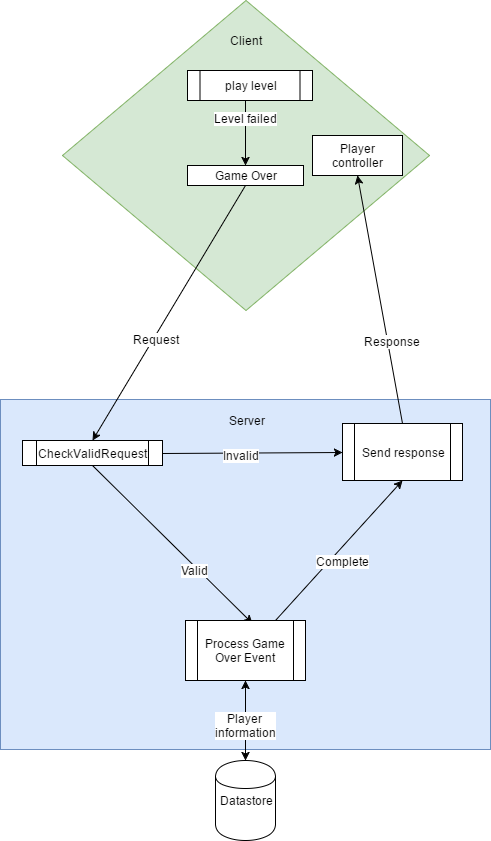 Client
play level
Level failed
Player
controller
Game Over
Request
Response
Server
CheckValidRequest
Invalid
Send response
Valid
Complete
Process Game
Over Event
Player
information
Datastore